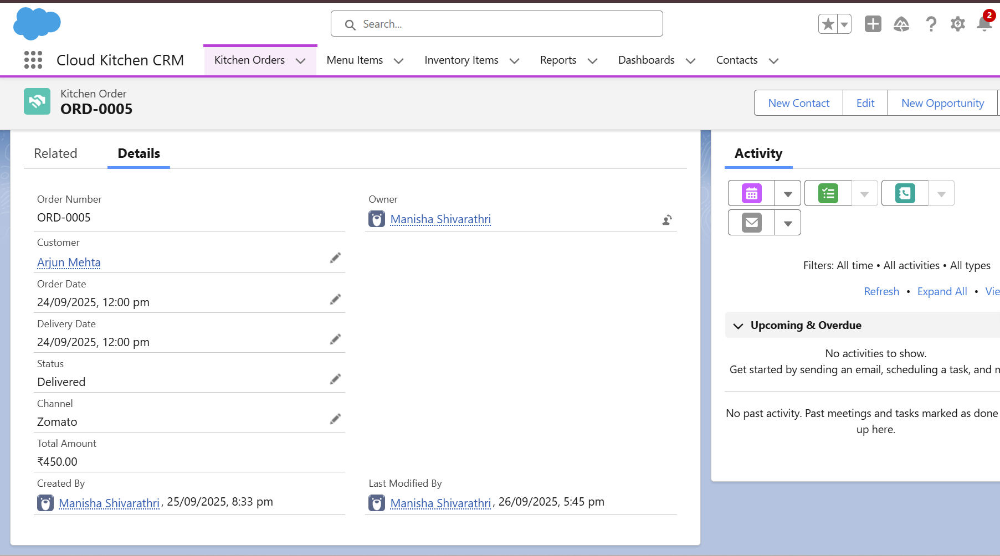 Search...
2
Cloud Kitchen CRM
Kitchen Orders
Menu Items
Inventory Items
Reports
Dashboards
Contacts
Kitchen Order
ORD-0005
New Contact
Edit
New Opportunity
Related
Details
Order Number
ORD-0005
Owner
Manisha Shivarathri
Customer
Arjun Mehta
Order Date
24/09/2025, 12:00 pm
Delivery Date
24/09/2025, 12:00 pm
Status
Delivered
Channel
Zomato
Total Amount
₹450.00
Created By
Manisha Shivarathri, 25/09/2025, 8:33 pm
Last Modified By
Manisha Shivarathri, 26/09/2025, 5:45 pm
Activity
Filters: All time • All activities • All types
Refresh • Expand All • Vie
Upcoming & Overdue
No activities to show.
Get started by sending an email, scheduling a task, and m
No past activity. Past meetings and tasks marked as done
up here.